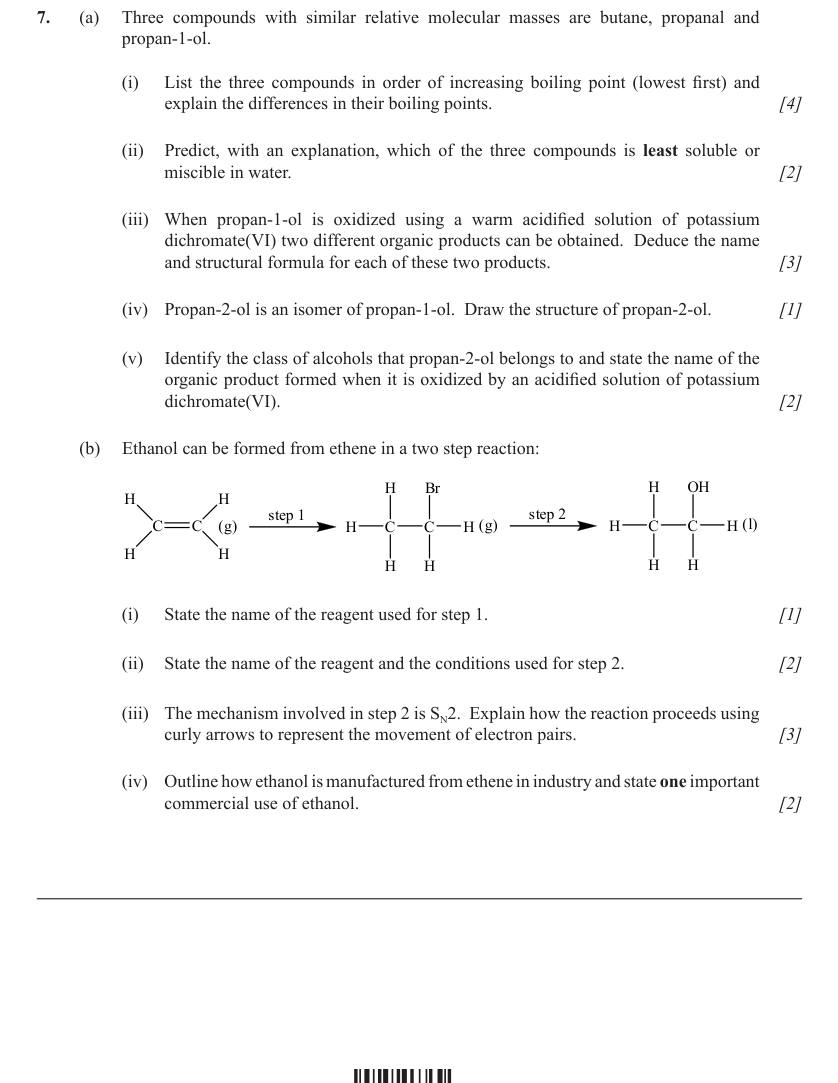 7. (a) Three compounds with similar relative molecular masses are butane, propanal and
propan-1-ol.
(i) List the three compounds in order of increasing boiling point (lowest first) and
explain the differences in their boiling points. [4]
(ii) Predict, with an explanation, which of the three compounds is least soluble or
miscible in water. [2]
(iii) When propan-1-ol is oxidized using a warm acidified solution of potassium
dichromate(VI) two different organic products can be obtained. Deduce the name
and structural formula for each of these two products. [3]
(iv) Propan-2-ol is an isomer of propan-1-ol. Draw the structure of propan-2-ol. [1]
(v) Identify the class of alcohols that propan-2-ol belongs to and state the name of the
organic product formed when it is oxidized by an acidified solution of potassium
dichromate(VI). [2]
(b) Ethanol can be formed from ethene in a two step reaction:
H H H Br H OH
C C (g) step 1 H C C H (g) step 2 H C C H (l)
H H H H H H
(i) State the name of the reagent used for step 1. [1]
(ii) State the name of the reagent and the conditions used for step 2. [2]
(iii) The mechanism involved in step 2 is SN2. Explain how the reaction proceeds using
curly arrows to represent the movement of electron pairs. [3]
(iv) Outline how ethanol is manufactured from ethene in industry and state one important
commercial use of ethanol. [2]